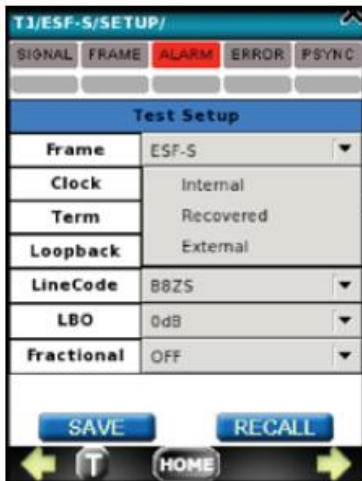 T1/ESF-S/SETUP/
SIGNAL FRAME ALARM ERROR PSYNC
Test Setup
Frame ESF-S
Clock Internal
Term Recovered
Loopback External
LineCode B8ZS
LBO 0dB
Fractional OFF
SAVE RECALL
T HOME